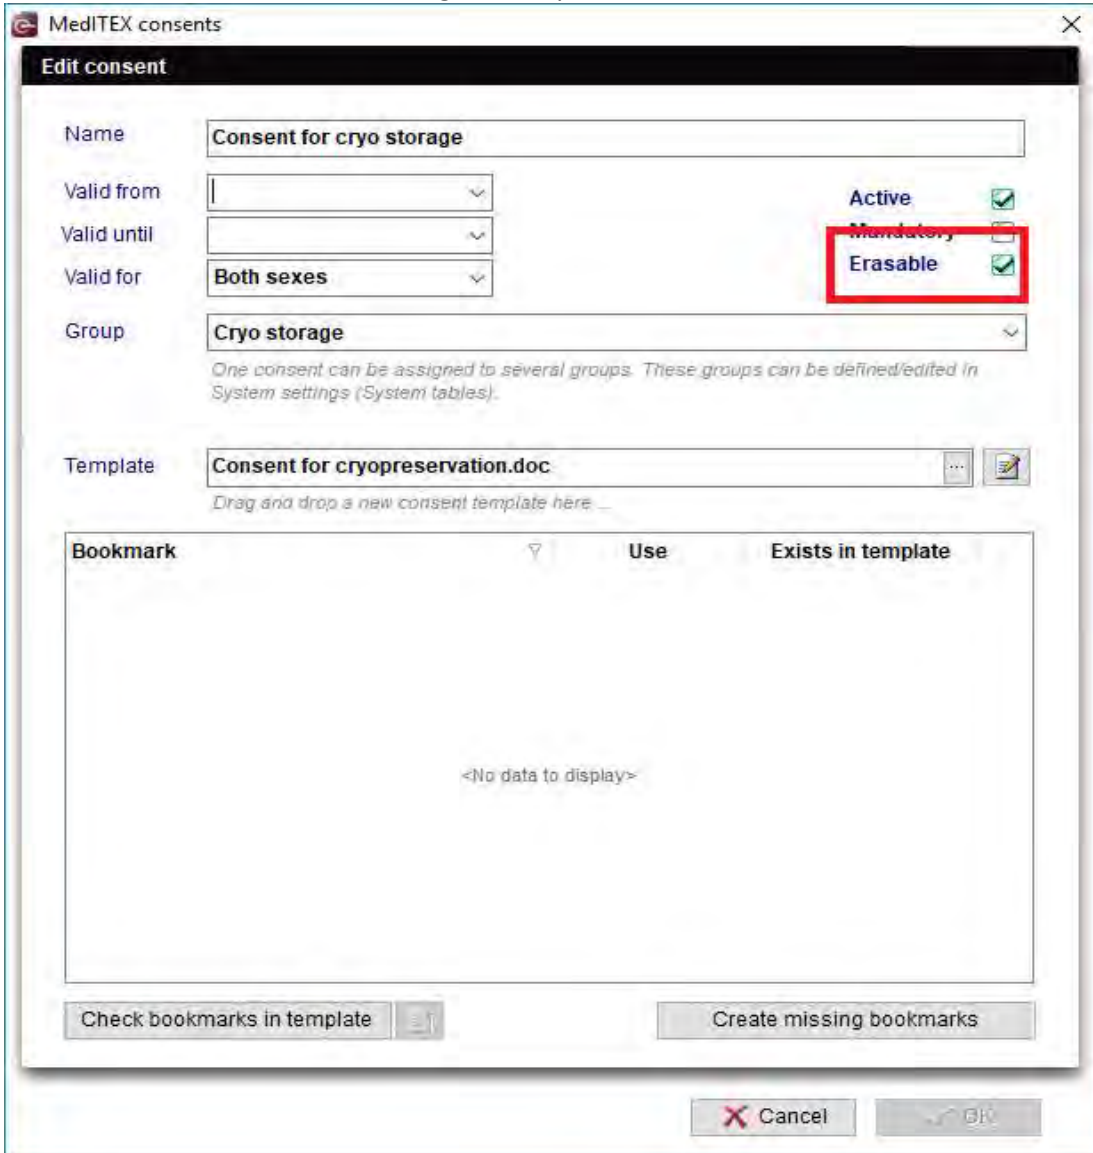 MedITEX consents
Edit consent
Name Consent for cryo storage
Valid from
Active
Valid until
Mandatory
Valid for Both sexes
Erasable
Group Cryo storage
One consent can be assigned to several groups. These groups can be defined/edited in
System settings (System tables).
Template Consent for cryopreservation.doc ...
Drag and drop a new consent template here ...
Bookmark Use Exists in template
<No data to display>
Check bookmarks in template
Create missing bookmarks
Cancel OK